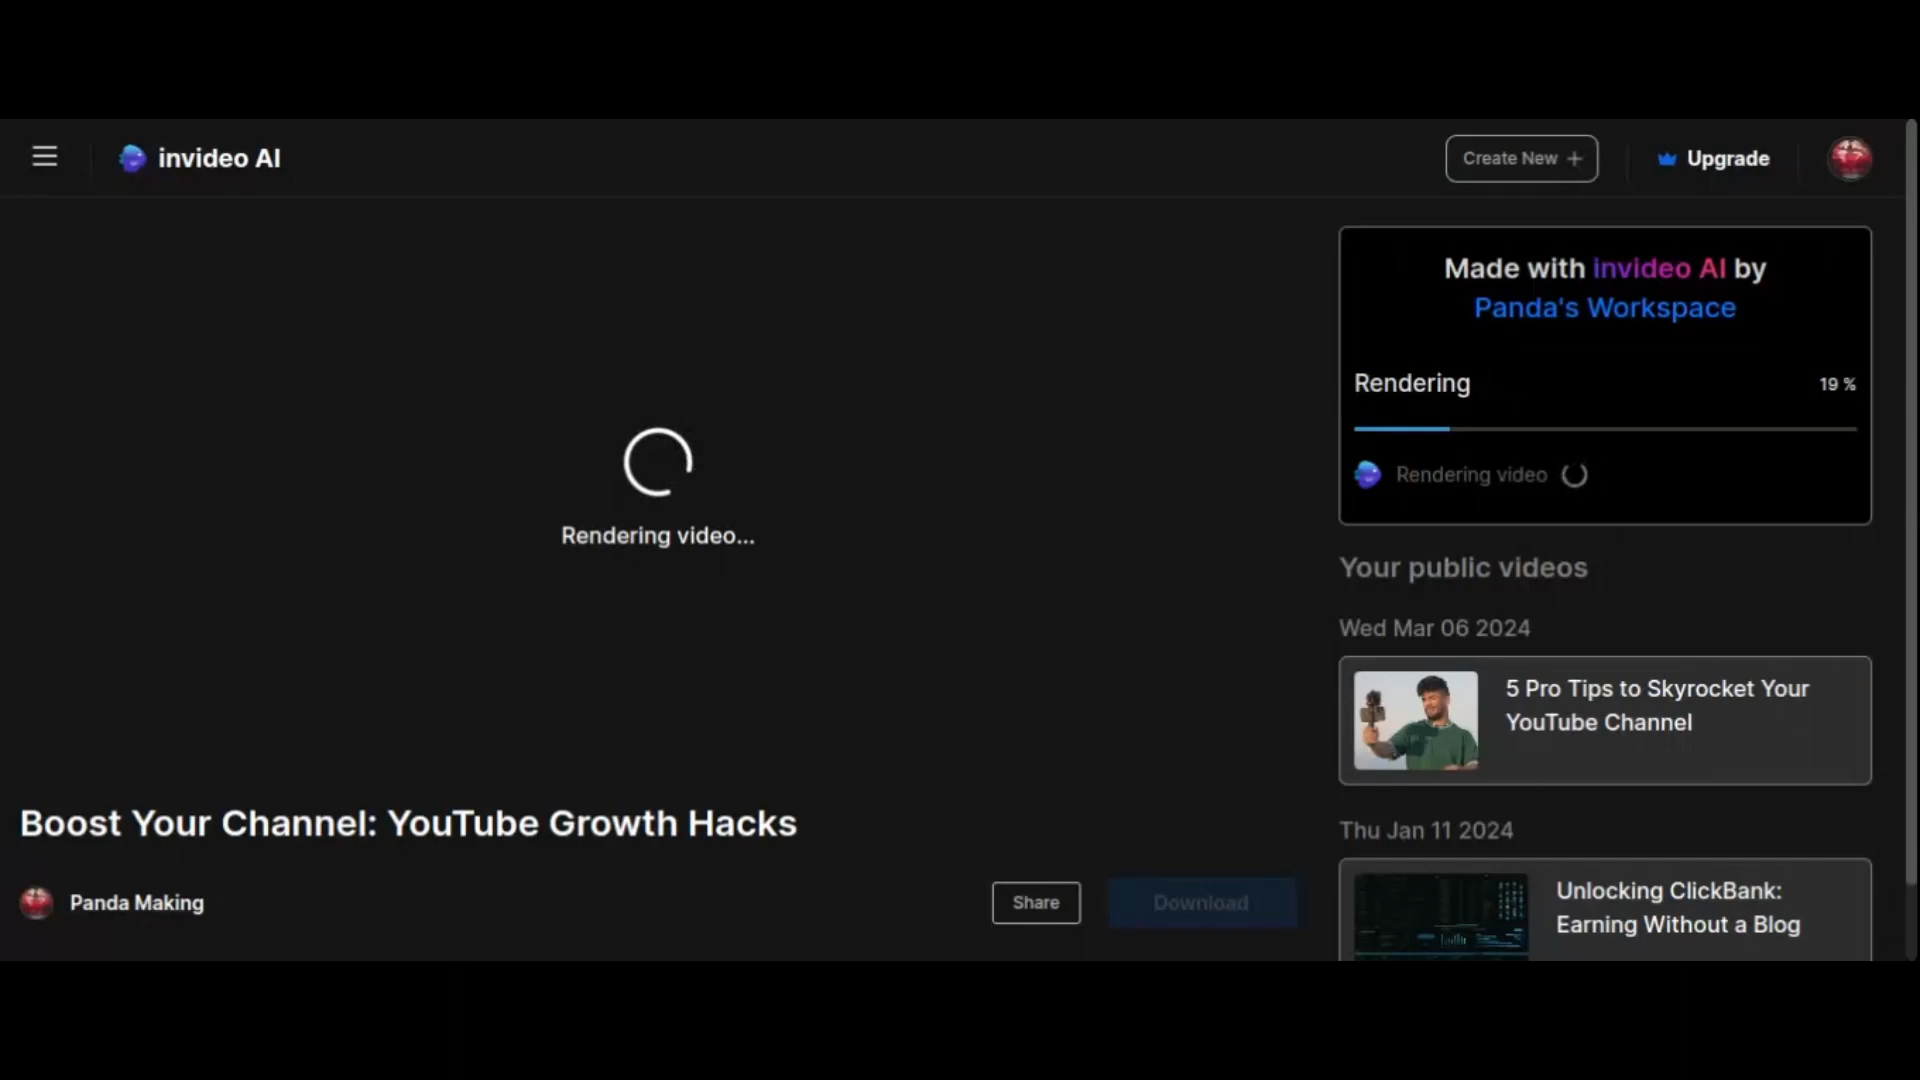 invideo AI
Create New +
Upgrade
Made with invideo AI by
Panda's Workspace
Rendering
19 %
Rendering video
Rendering video...
Your public videos
Wed Mar 06 2024
5 Pro Tips to Skyrocket Your
YouTube Channel
Boost Your Channel: YouTube Growth Hacks
Thu Jan 11 2024
Panda Making
Share
Download
Unlocking ClickBank:
Earning Without a Blog